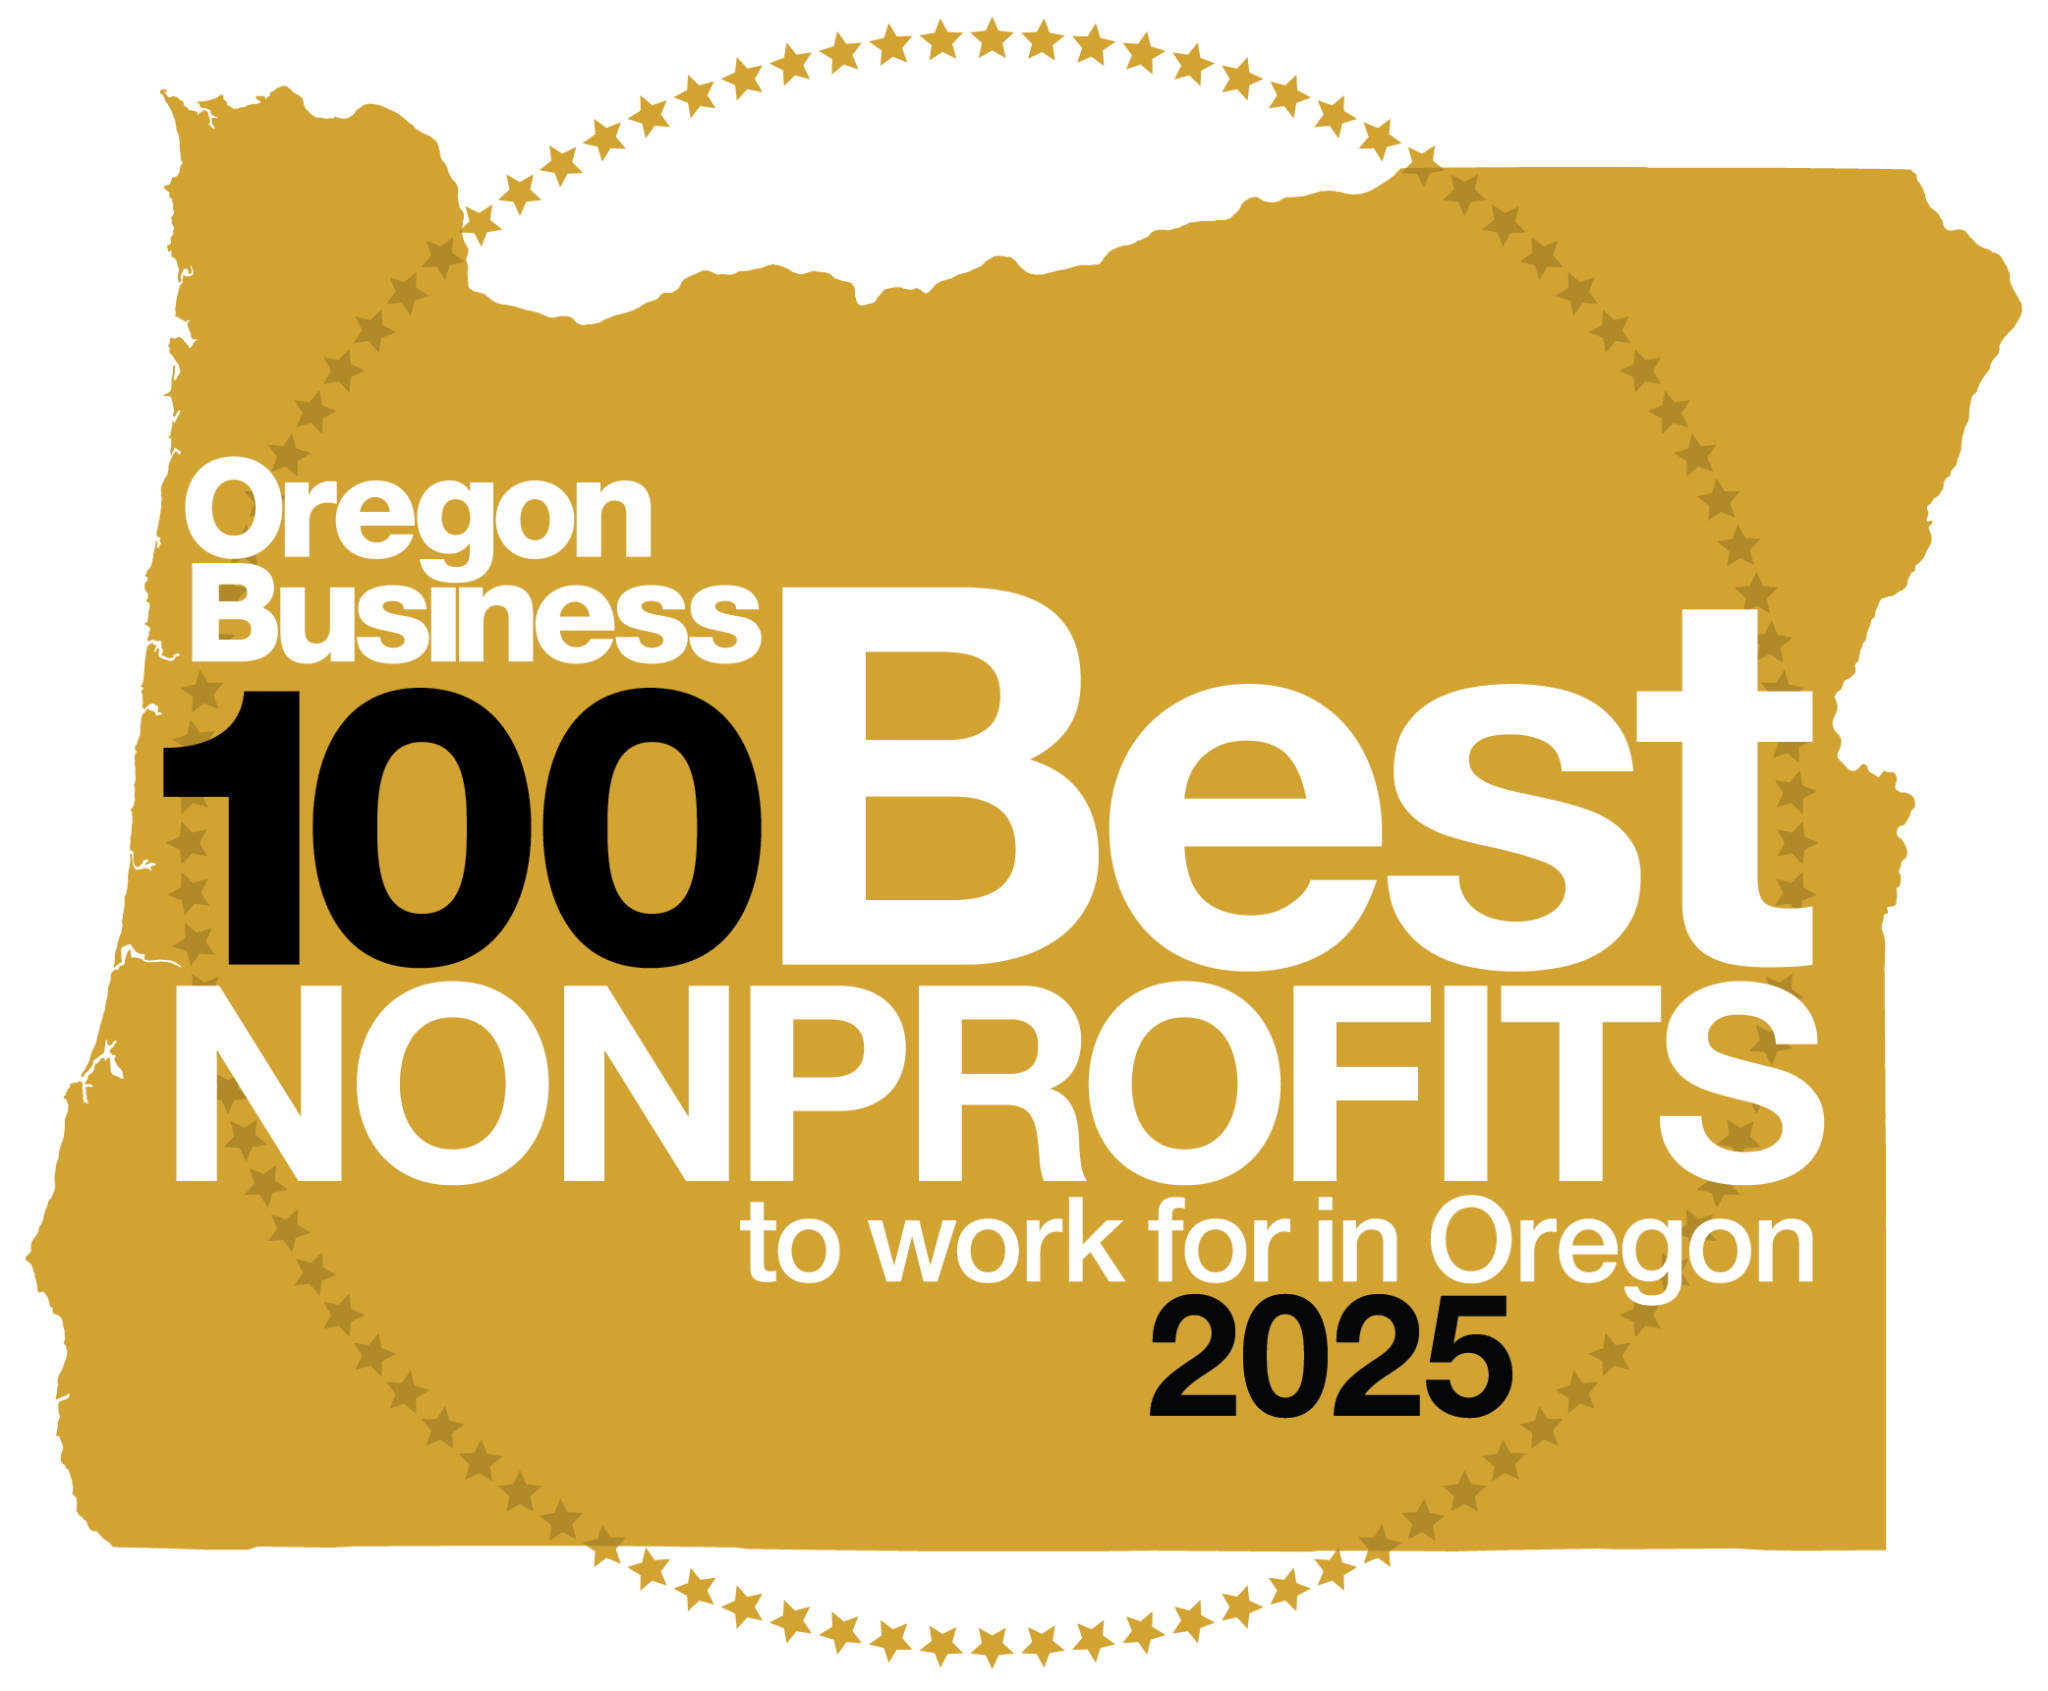 Oregon
Business
100 Best
NONPROFITS
to work for in Oregon
2025